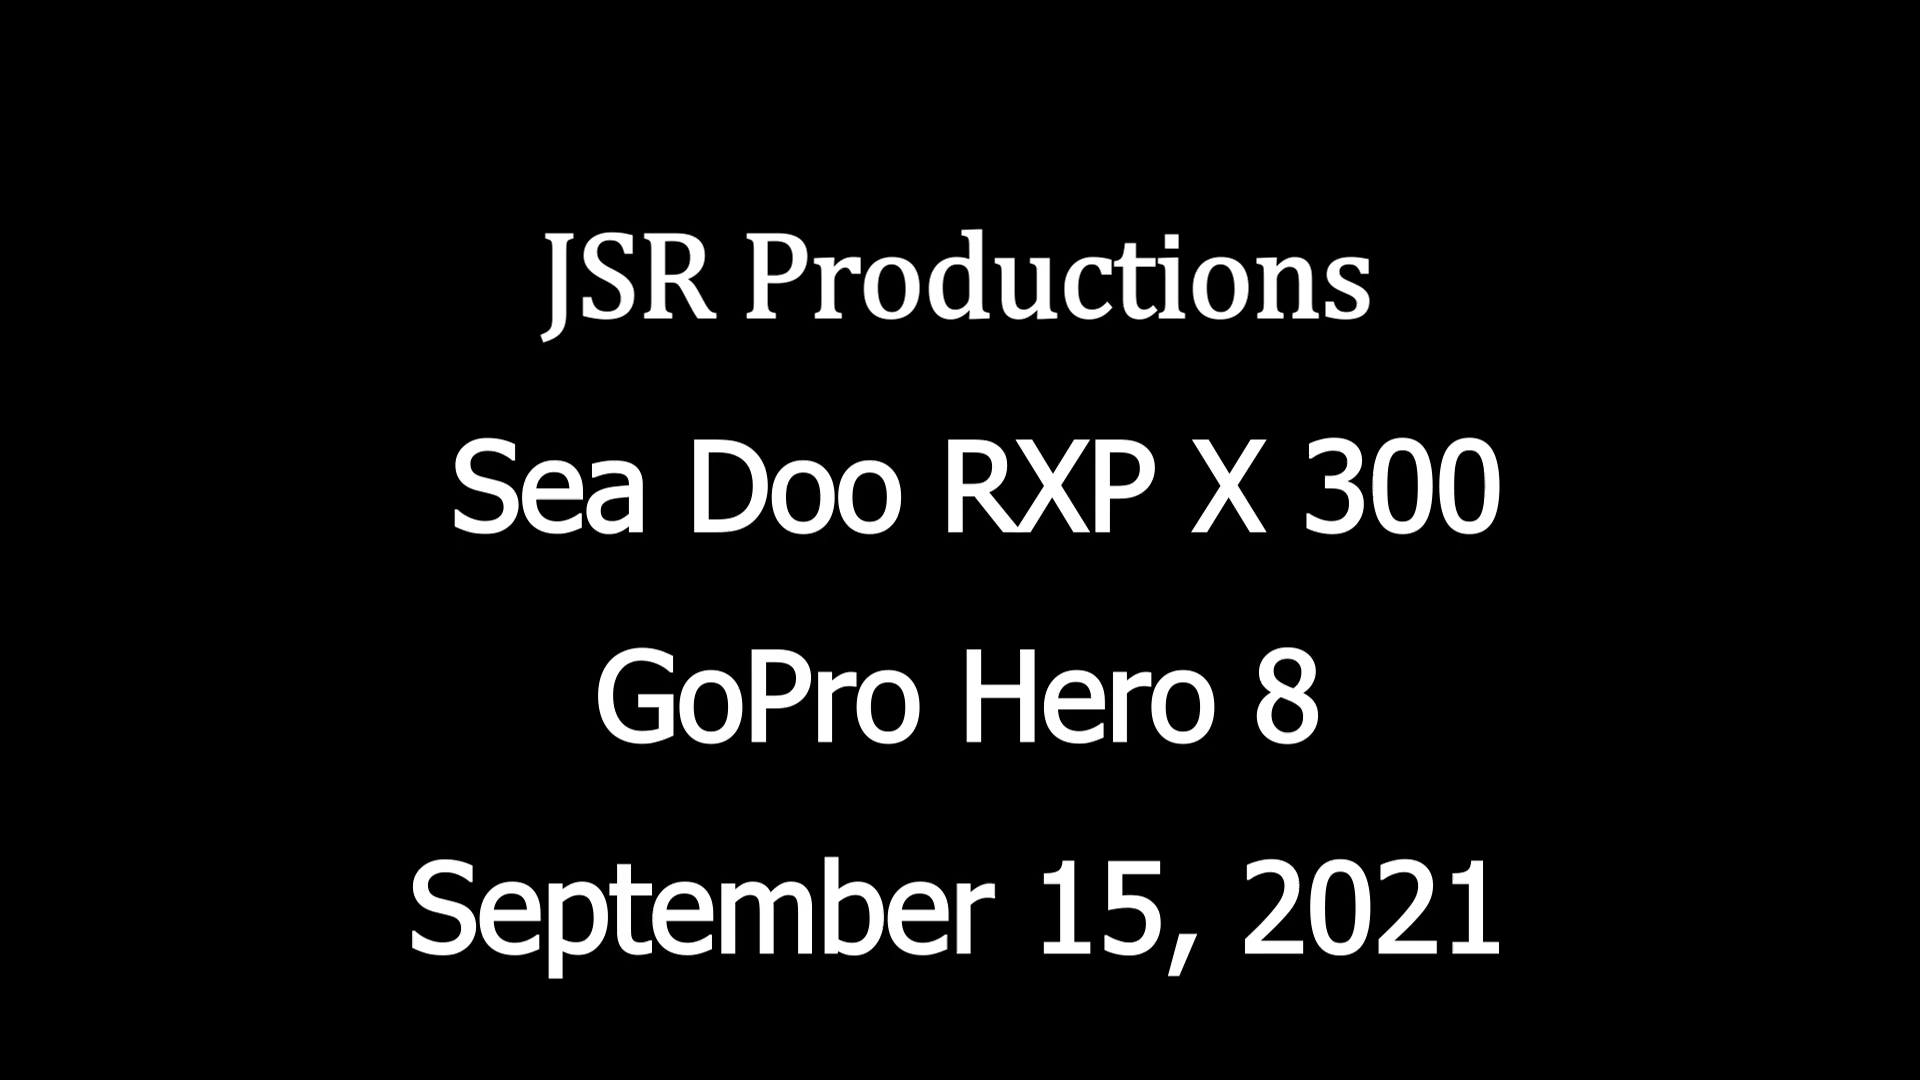 JSR Productions
Sea Doo RXP X 300
GoPro Hero 8
September 15, 2021